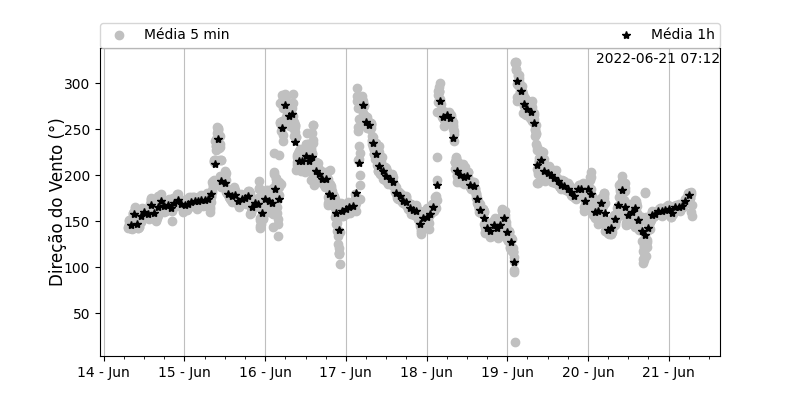 Média 5 min
Média 1h
2022-06-21 07:12
Direção do Vento (°)
300
250
200
150
100
50
14 - Jun
15 - Jun
16 - Jun
17 - Jun
18 - Jun
19 - Jun
20 - Jun
21 - Jun